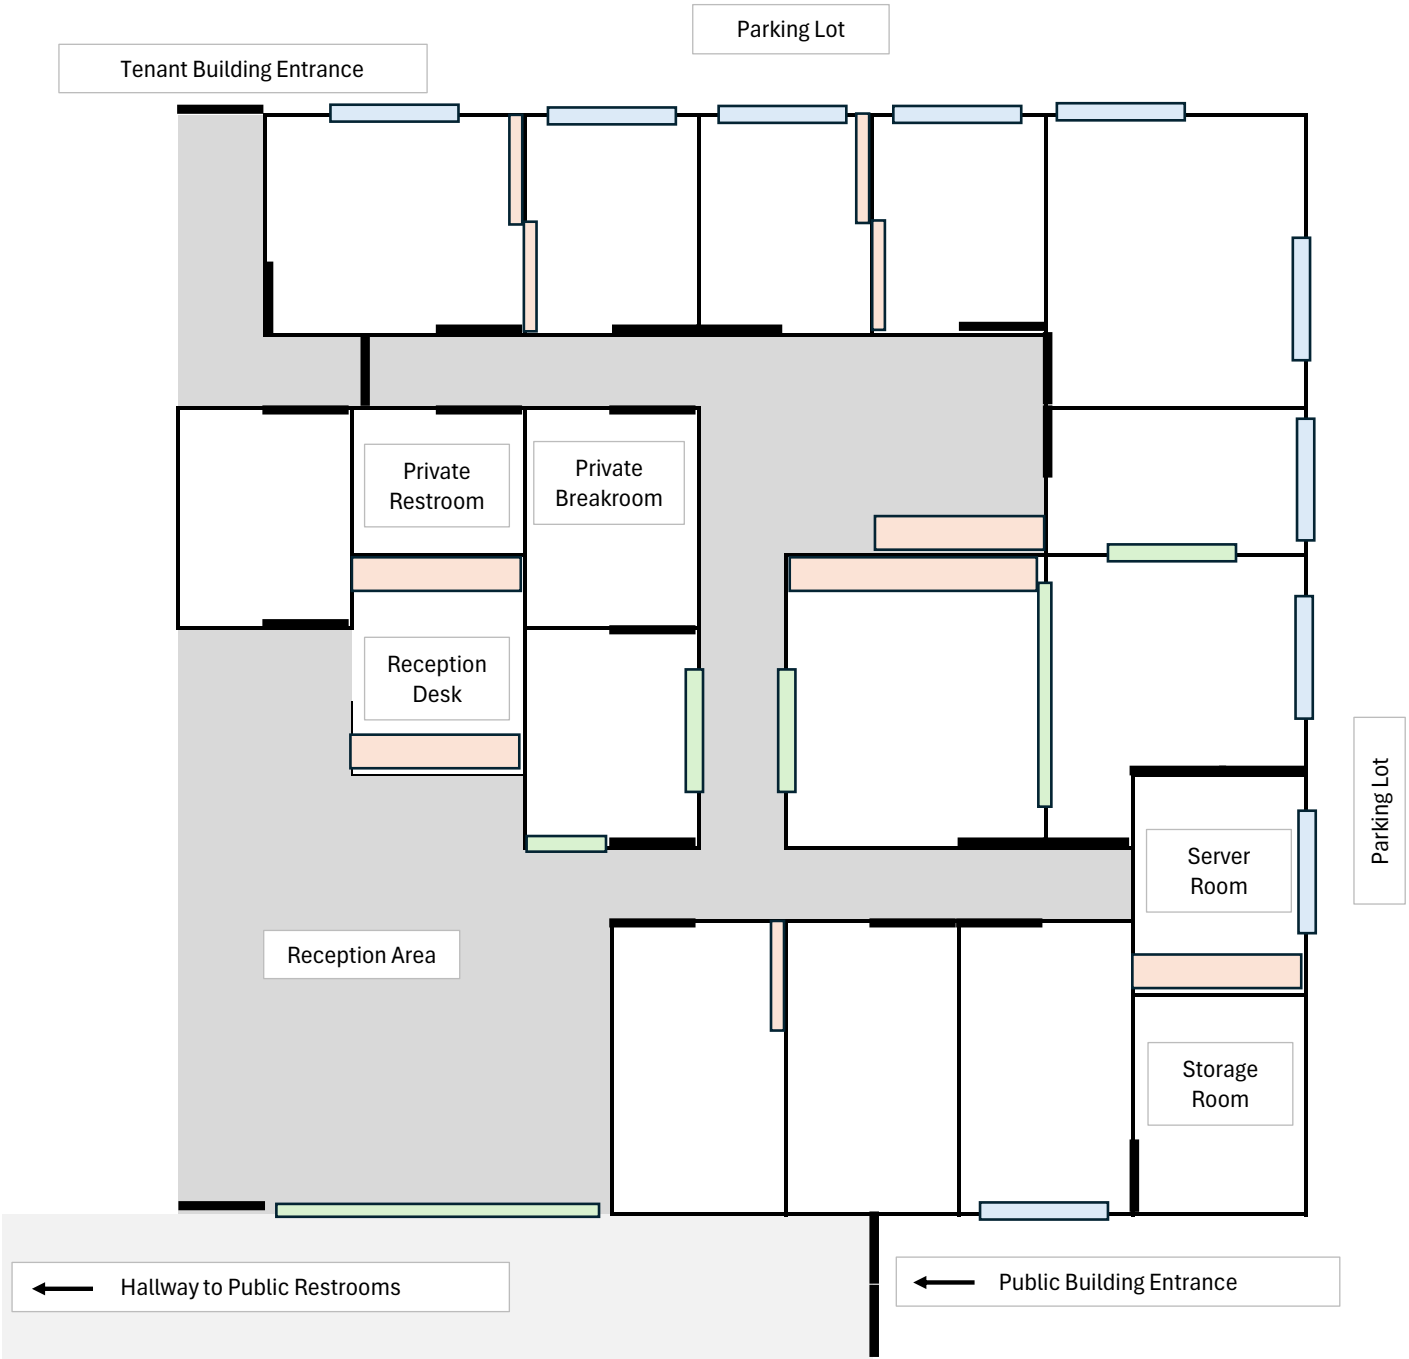 Parking Lot
Tenant Building Entrance
Private
Restroom
Private
Breakroom
Reception
Desk
Parking Lot
Server
Room
Reception Area
Storage
Room
Hallway to Public Restrooms
Public Building Entrance